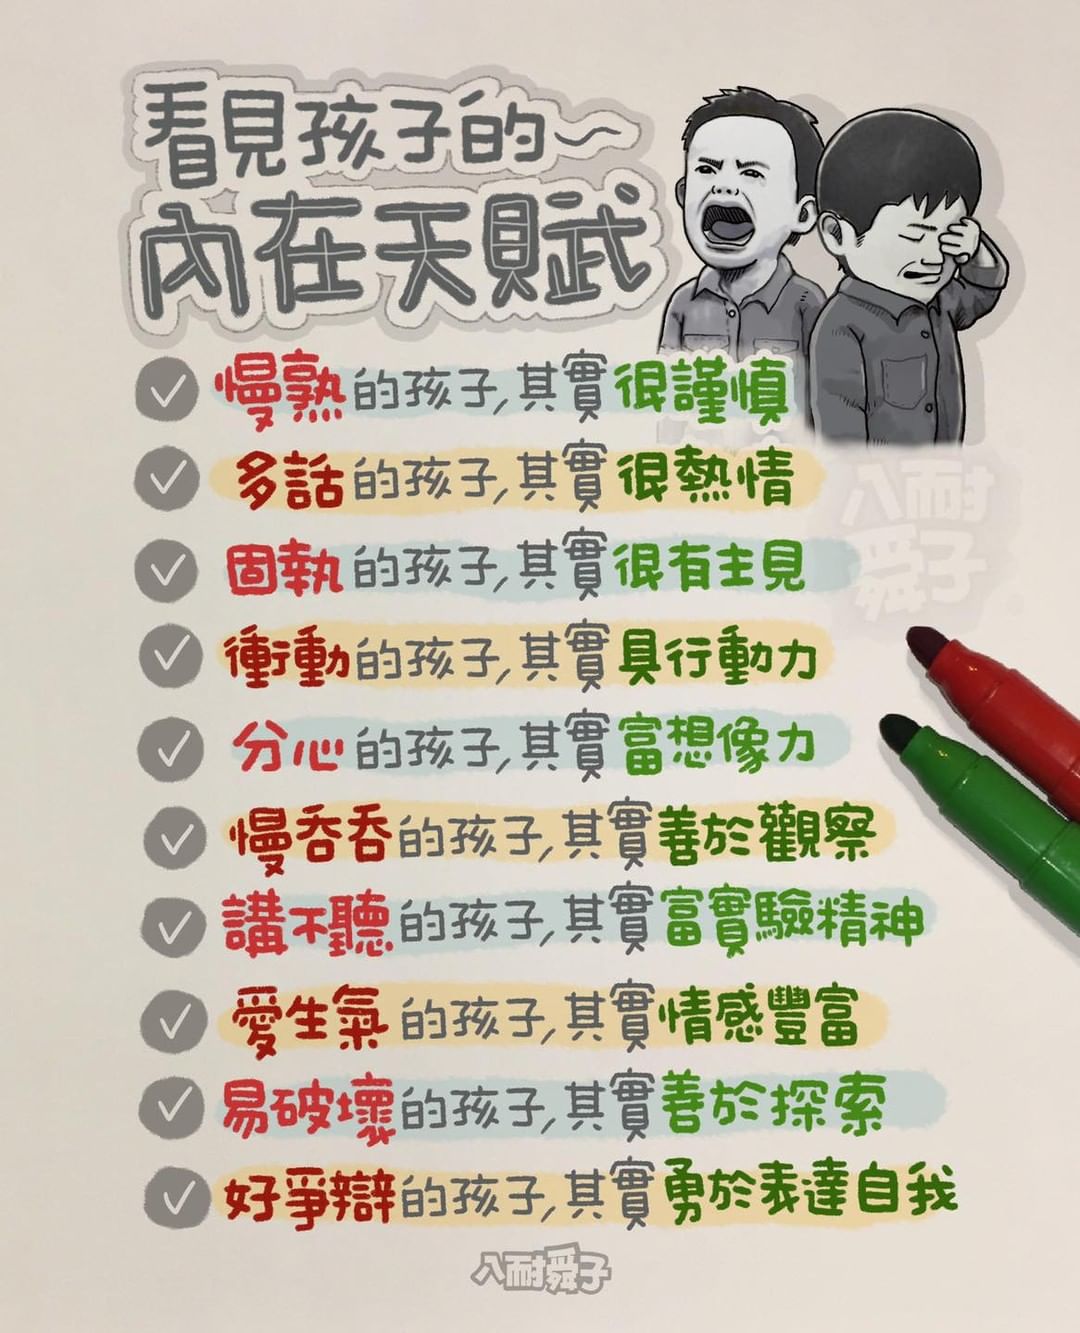 看見孩子的~
內在天賦
慢熟的孩子,其實很謹慎
多話的孩子,其實很熱情
固執的孩子,其實很有主見
衝動的孩子,其實具行動力
分心的孩子,其實富想像力
慢吞吞的孩子,其實善於觀察
講不聽的孩子,其實富實驗精神
愛生氣的孩子,其實情感豐富
易破壞的孩子,其實善於探索
好爭辯的孩子,其實勇於表達自我
八耐
舜子
八耐舜子